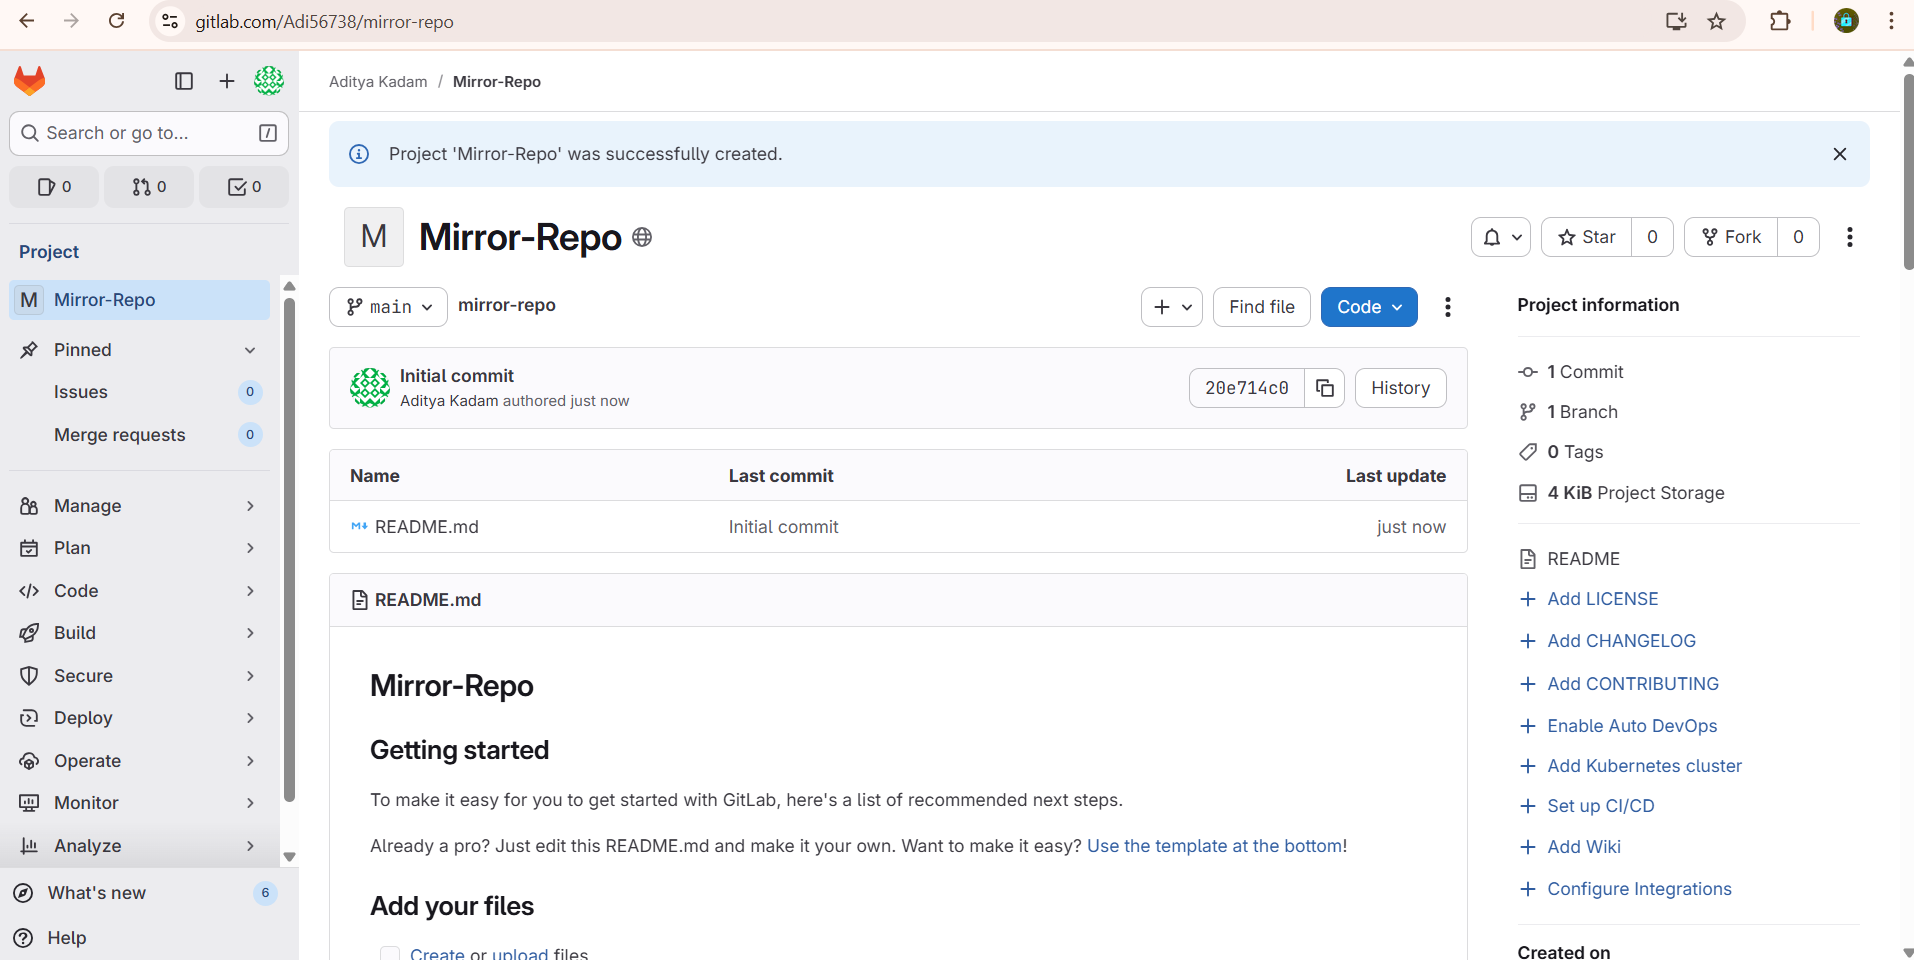 gitlab.com/Adi56738/mirror-repo
Search or go to...
/
0
0
0
Project
M Mirror-Repo
Pinned
Issues 0
Merge requests 0
Manage
Plan
Code
Build
Secure
Deploy
Operate
Monitor
Analyze
What's new 6
Help
Aditya Kadam / Mirror-Repo
Project 'Mirror-Repo' was successfully created.
M Mirror-Repo
Star 0
Fork 0
main mirror-repo
Find file
Code
Initial commit
Aditya Kadam authored just now
20e714c0
History
Name Last commit Last update
README.md Initial commit just now
README.md
Mirror-Repo
Getting started
To make it easy for you to get started with GitLab, here's a list of recommended next steps.
Already a pro? Just edit this README.md and make it your own. Want to make it easy? Use the template at the bottom!
Add your files
Create or upload files
Project information
1 Commit
1 Branch
0 Tags
4 KiB Project Storage
README
Add LICENSE
Add CHANGELOG
Add CONTRIBUTING
Enable Auto DevOps
Add Kubernetes cluster
Set up CI/CD
Add Wiki
Configure Integrations
Created on